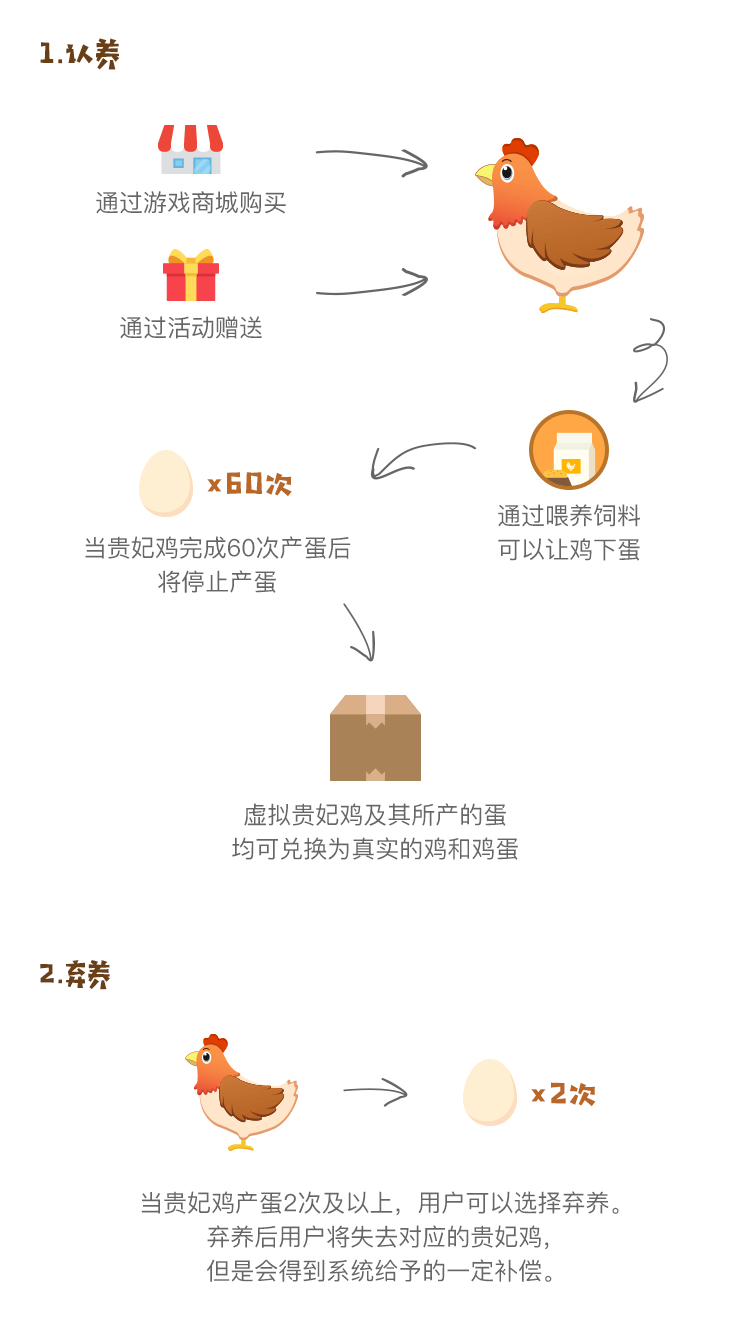 1.认养
通过游戏商城购买
通过活动赠送
通过喂养饲料
可以让鸡下蛋
x60次
当贵妃鸡完成60次产蛋后
将停止产蛋
虚拟贵妃鸡及其所产的蛋
均可兑换为真实的鸡和鸡蛋
2.弃养
x2次
当贵妃鸡产蛋2次及以上，用户可以选择弃养。
弃养后用户将失去对应的贵妃鸡，
但是会得到系统给予的一定补偿。